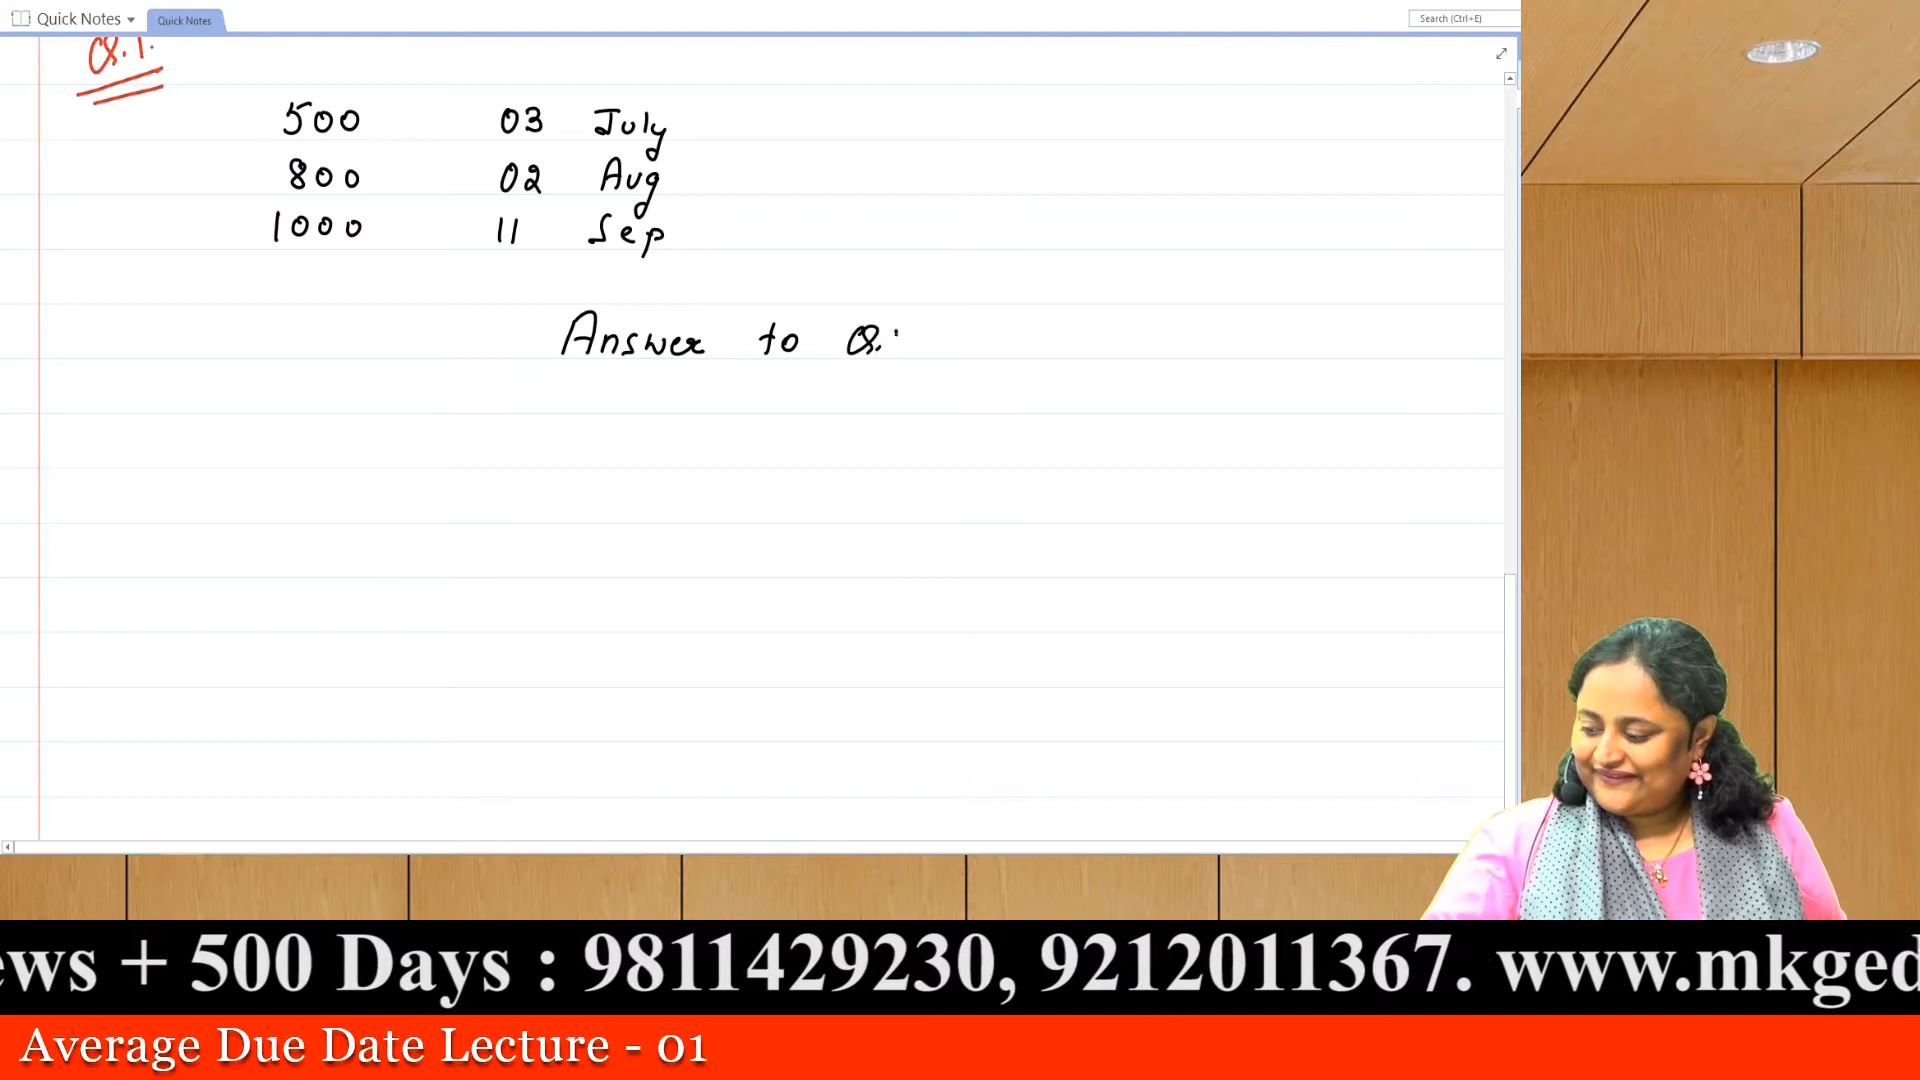 Quick Notes
Quick Notes
Search (Ctrl+E)
Q.1.
500 03 July
800 02 Aug
1000 11 Sep
Answer to Q.
ews + 500 Days : 9811429230, 9212011367. www.mkged
Average Due Date Lecture - 01